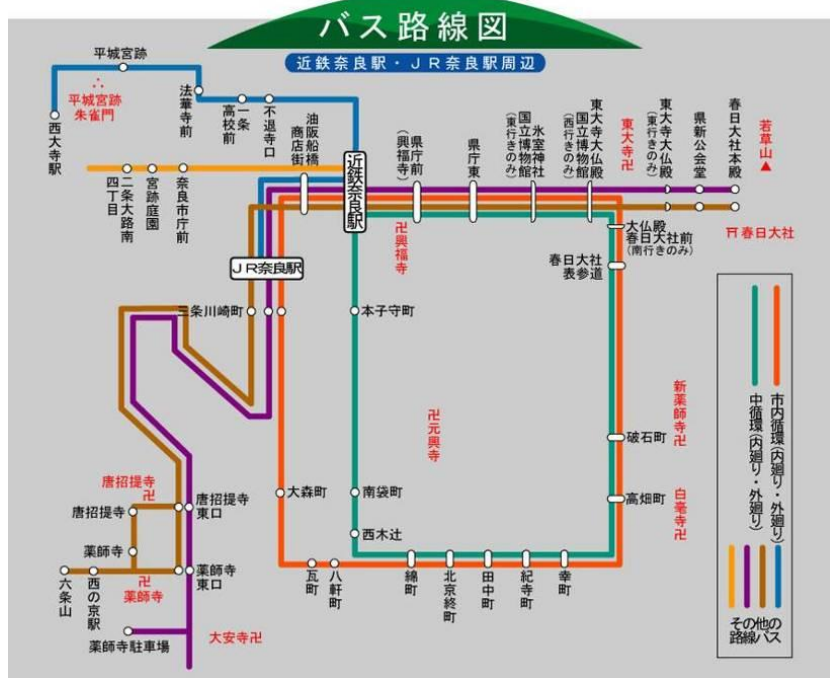 バス路線図
近鉄奈良駅・JR奈良駅周辺
平城宮跡
平城宮跡
朱雀門
西大寺駅
法華寺前
一条
高校前
不退寺口
油阪船橋
商店街
近鉄奈良駅
県庁前
(興福寺)
県庁東
氷室神社
国立博物館
(東行きのみ)
東大寺大仏殿
国立博物館
(西行きのみ)
東大寺卍
東大寺大仏殿
(東行きのみ)
県新公会堂
春日大社本殿
若草山▲
二条大路南
四丁目
宮跡庭園
奈良市庁前
卍興福寺
大仏殿
春日大社前
(南行きのみ)
春日大社
春日大社
表参道
JR奈良駅
三条川崎町
本子守町
卍元興寺
新薬師寺卍
破石町
白毫寺卍
高畑町
大森町
南袋町
西木辻
瓦町
八軒町
綿町
北京終町
田中町
紀寺町
幸町
唐招提寺
卍
唐招提寺
唐招提寺
東口
薬師寺
卍
薬師寺
薬師寺
東口
六条山
西の京駅
薬師寺駐車場
大安寺卍
市内循環(内廻り・外廻り)
中循環(内廻り・外廻り)
その他の
路線バス